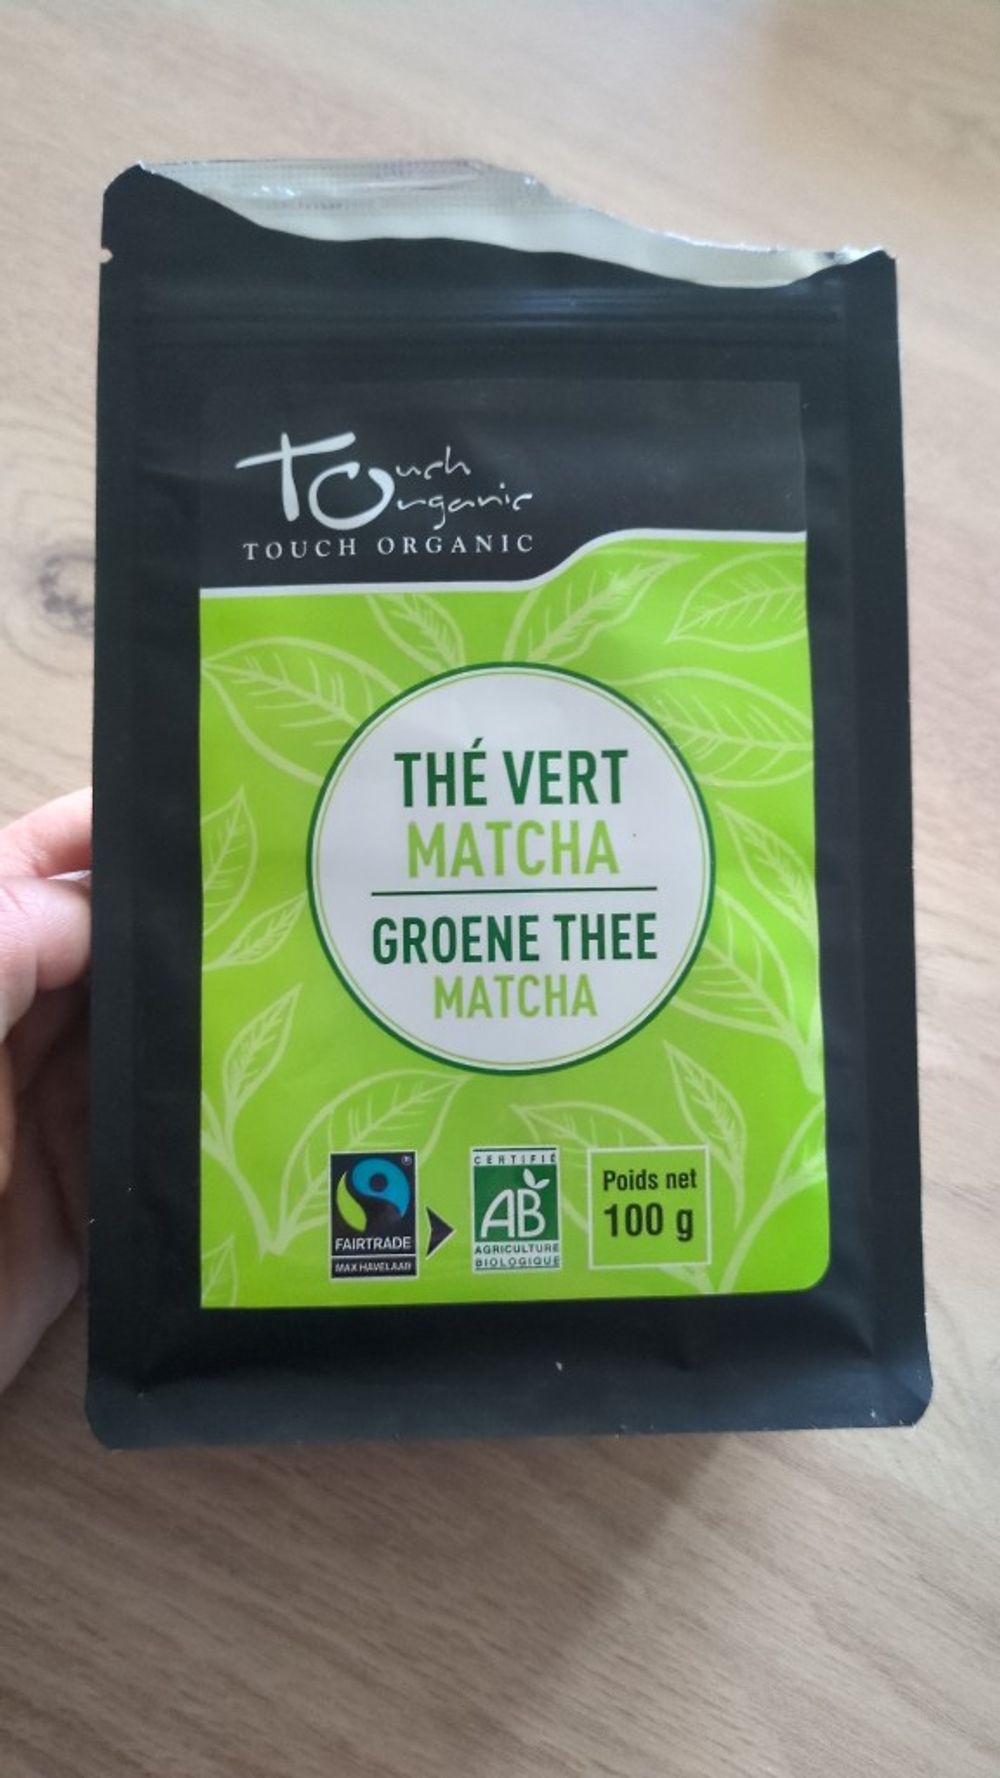 Touch
Organic
TOUCH ORGANIC
THÉ VERT
MATCHA
GROENE THEE
MATCHA
FAIRTRADE
MAX HAVELAAR
CERTIFIÉ
AB
AGRICULTURE
BIOLOGIQUE
Poids net
100 g